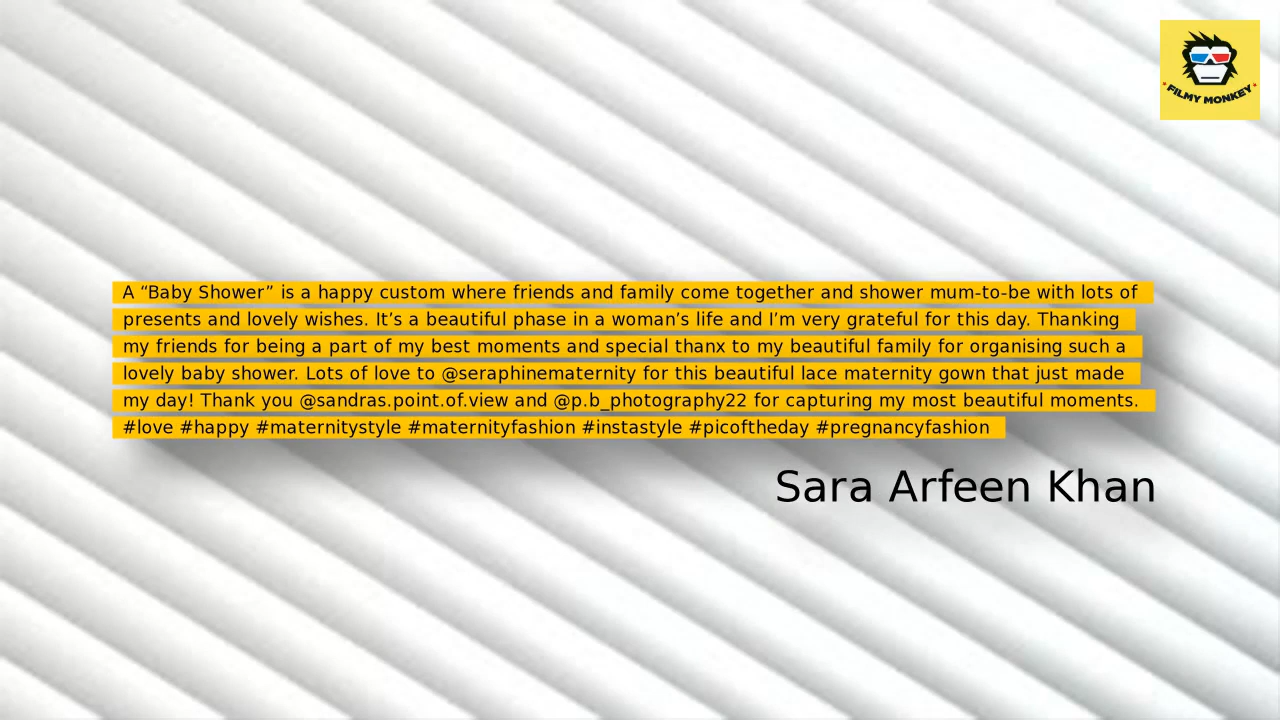 FILMY MONKEY
A “Baby Shower” is a happy custom where friends and family come together and shower mum-to-be with lots of
presents and lovely wishes. It’s a beautiful phase in a woman’s life and I’m very grateful for this day. Thanking
my friends for being a part of my best moments and special thanx to my beautiful family for organising such a
lovely baby shower. Lots of love to @seraphinematernity for this beautiful lace maternity gown that just made
my day! Thank you @sandras.point.of.view and @p.b_photography22 for capturing my most beautiful moments.
#love #happy #maternitystyle #maternityfashion #instastyle #picoftheday #pregnancyfashion
Sara Arfeen Khan